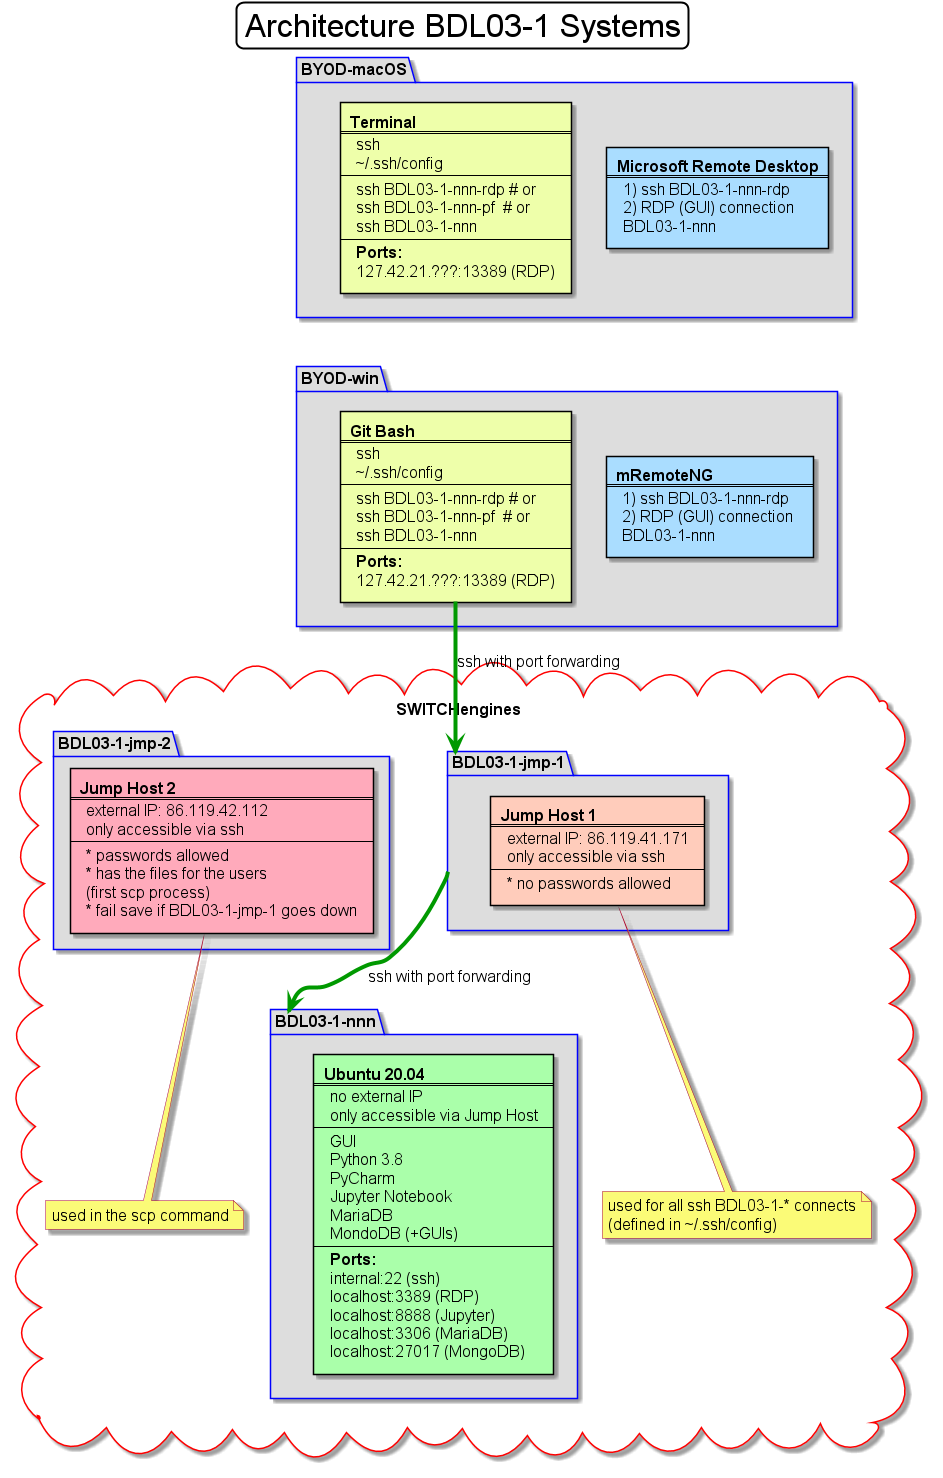 Architecture BDL03-1 Systems
BYOD-macOS
Terminal
ssh
~/.ssh/config
ssh BDL03-1-nnn-rdp # or
ssh BDL03-1-nnn-pf  # or
ssh BDL03-1-nnn
Ports:
127.42.21.???:13389 (RDP)
Microsoft Remote Desktop
1) ssh BDL03-1-nnn-rdp
2) RDP (GUI) connection
BDL03-1-nnn
BYOD-win
Git Bash
ssh
~/.ssh/config
ssh BDL03-1-nnn-rdp # or
ssh BDL03-1-nnn-pf  # or
ssh BDL03-1-nnn
Ports:
127.42.21.???:13389 (RDP)
mRemoteNG
1) ssh BDL03-1-nnn-rdp
2) RDP (GUI) connection
BDL03-1-nnn
ssh with port forwarding
SWITCHengines
BDL03-1-jmp-2
Jump Host 2
external IP: 86.119.42.112
only accessible via ssh
* passwords allowed
* has the files for the users
(first scp process)
* fail save if BDL03-1-jmp-1 goes down
BDL03-1-jmp-1
Jump Host 1
external IP: 86.119.41.171
only accessible via ssh
* no passwords allowed
ssh with port forwarding
BDL03-1-nnn
Ubuntu 20.04
no external IP
only accessible via Jump Host
GUI
Python 3.8
PyCharm
Jupyter Notebook
MariaDB
MondoDB (+GUIs)
Ports:
internal:22 (ssh)
localhost:3389 (RDP)
localhost:8888 (Jupyter)
localhost:3306 (MariaDB)
localhost:27017 (MongoDB)
used in the scp command
used for all ssh BDL03-1-* connects
(defined in ~/.ssh/config)